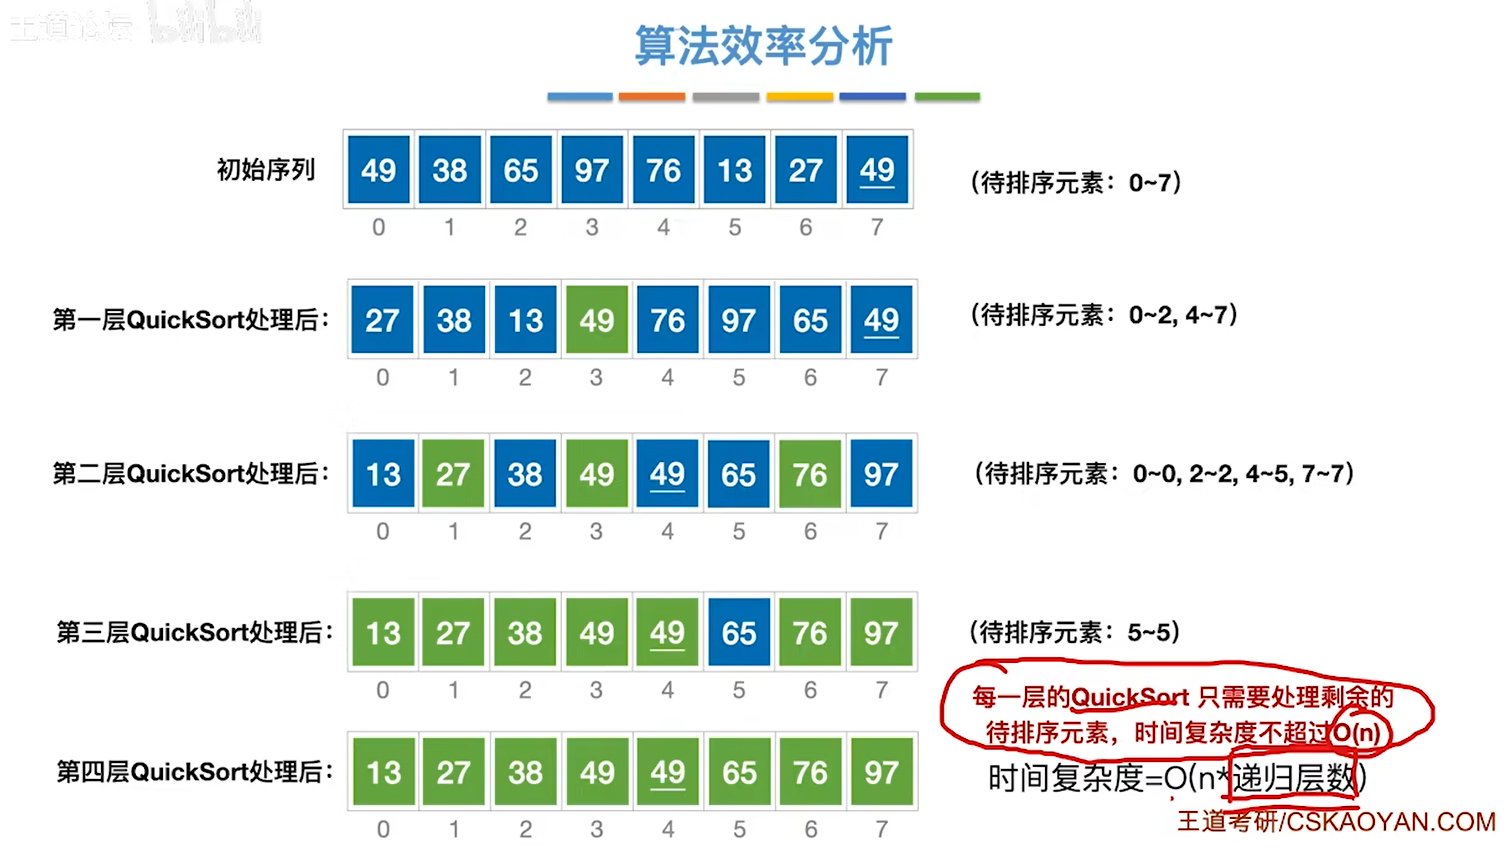 王道论坛 bilibili
算法效率分析
初始序列 49 38 65 97 76 13 27 49 （待排序元素：0~7）
0 1 2 3 4 5 6 7
第一层QuickSort处理后： 27 38 13 49 76 97 65 49 （待排序元素：0~2, 4~7）
0 1 2 3 4 5 6 7
第二层QuickSort处理后： 13 27 38 49 49 65 76 97 （待排序元素：0~0, 2~2, 4~5, 7~7）
0 1 2 3 4 5 6 7
第三层QuickSort处理后： 13 27 38 49 49 65 76 97 （待排序元素：5~5）
0 1 2 3 4 5 6 7
每一层的QuickSort 只需要处理剩余的
待排序元素，时间复杂度不超过O(n)
第四层QuickSort处理后： 13 27 38 49 49 65 76 97 时间复杂度=O(n*递归层数)
0 1 2 3 4 5 6 7
王道考研/CSKAOYAN.COM